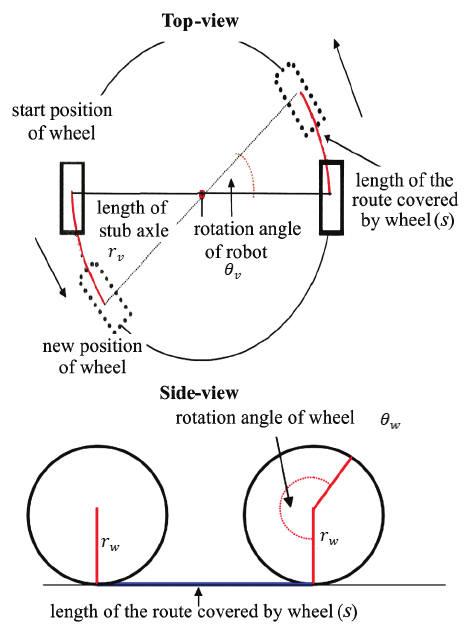 Top-view
start position
of wheel
length of
stub axle
r_v
rotation angle
of robot
θ_v
length of the
route covered
by wheel (s)
new position
of wheel
Side-view
rotation angle of wheel θ_w
r_w
r_w
length of the route covered by wheel (s)